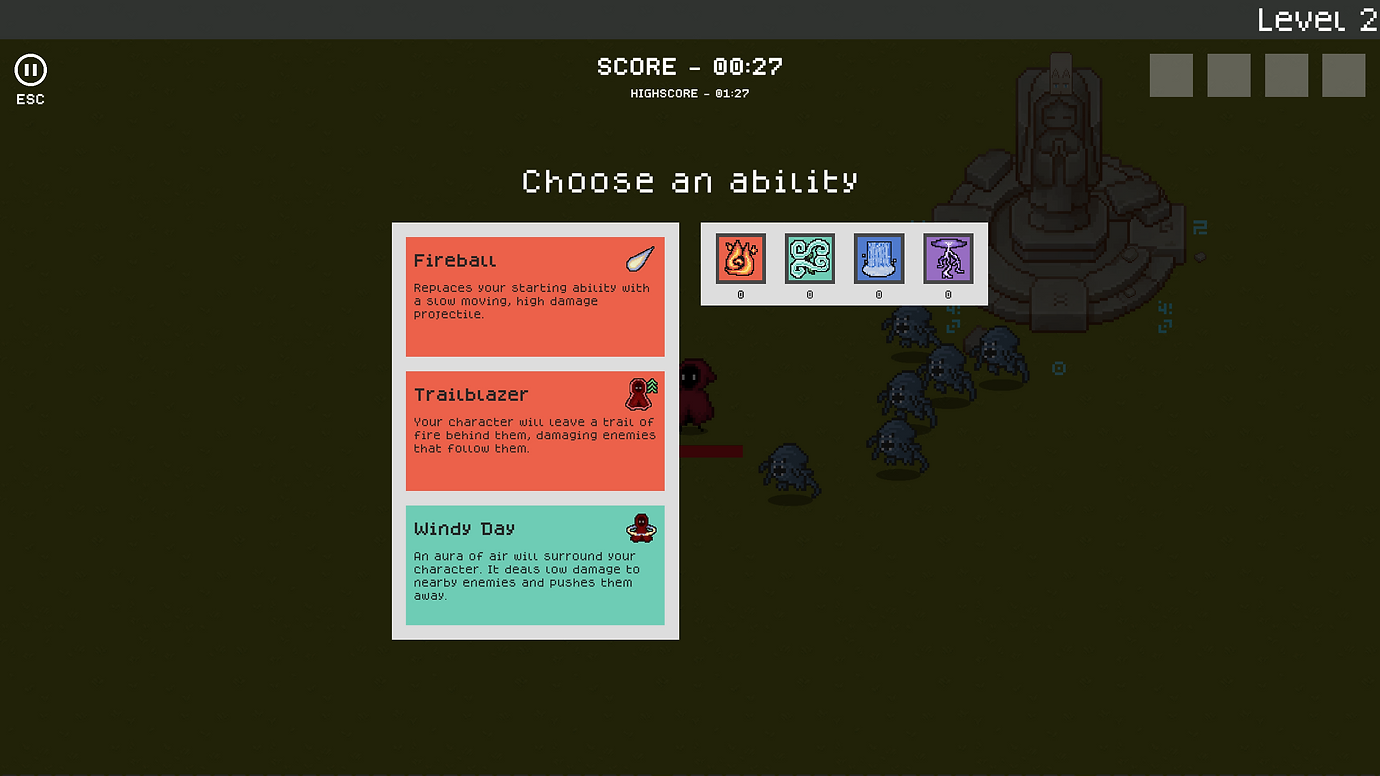 Level 2
SCORE - 00:27
HIGHSCORE - 01:27
ESC
Choose an ability
Fireball
Replaces your starting ability with
a slow moving, high damage
projectile.
Trailblazer
Your character will leave a trail of
fire behind them, damaging enemies
that follow them.
Windy Day
An aura of air will surround your
character. It deals low damage to
nearby enemies and pushes them
away.
0 0 0 0